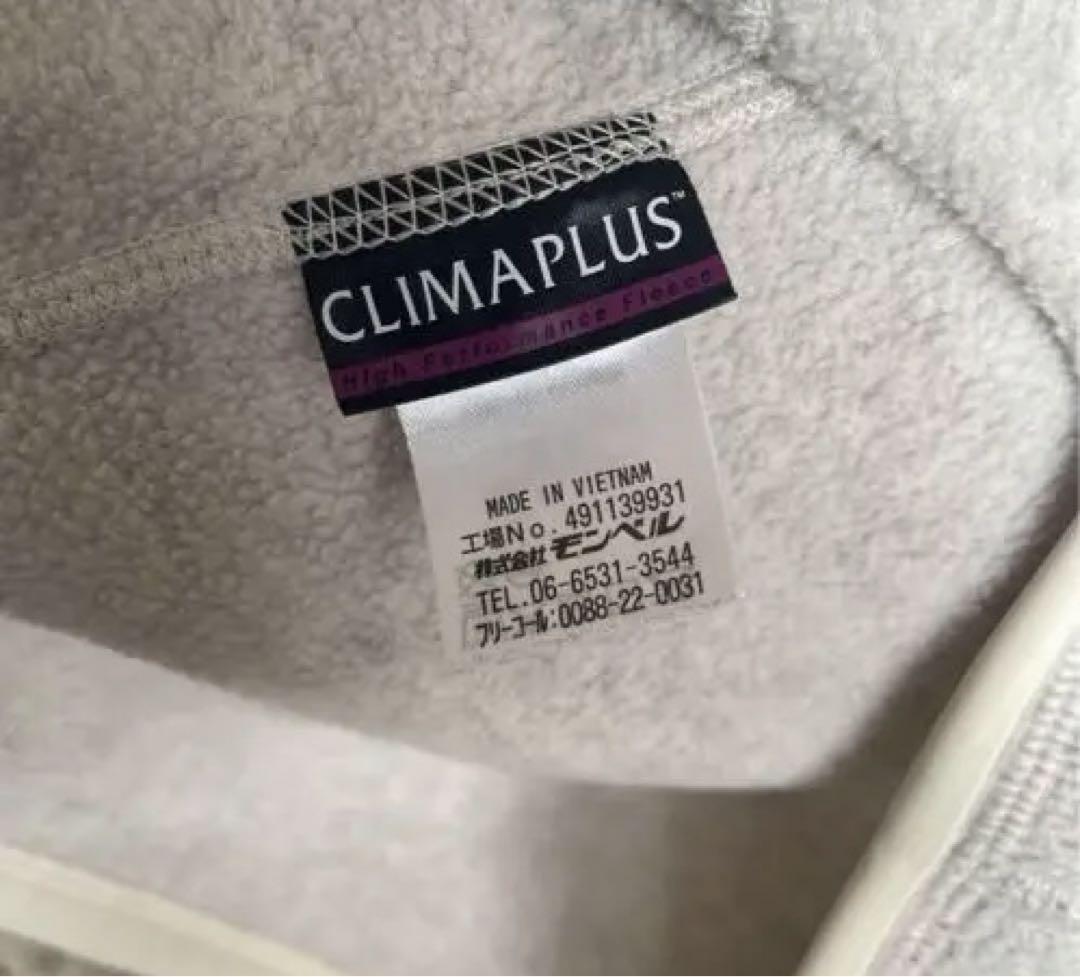 CLIMAPLUS™
High Performance Fleece
MADE IN VIETNAM
工場No.491139931
株式会社モンベル
TEL.06-6531-3544
フリーコール:0088-22-0031